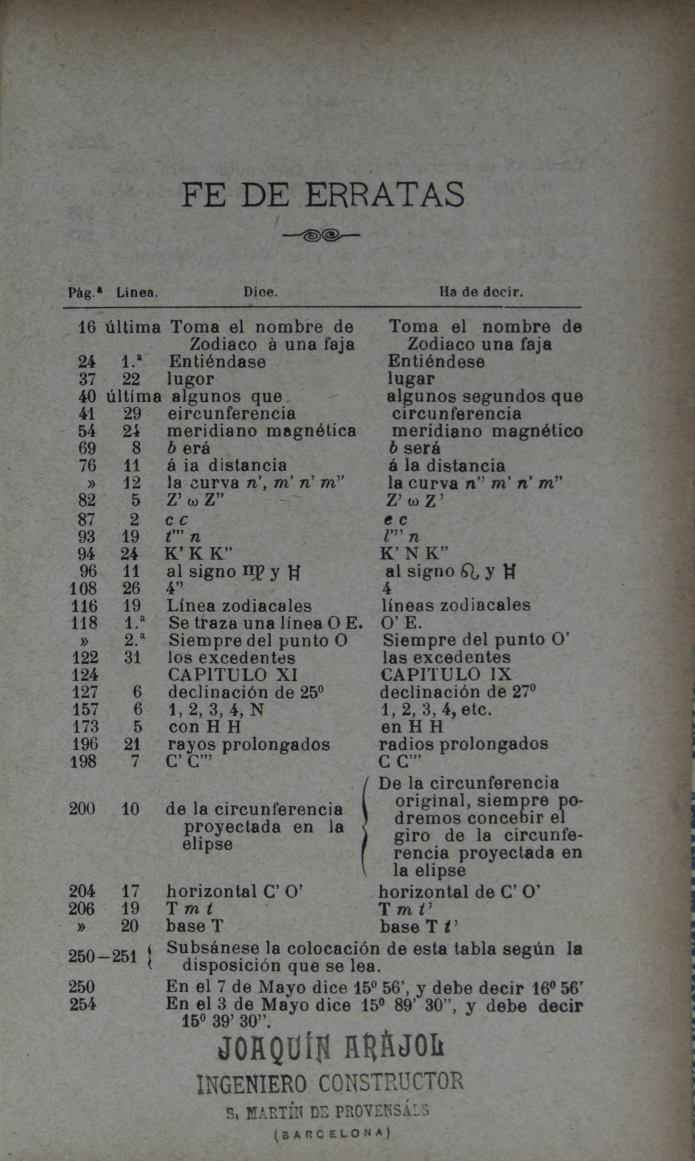 FE DE ERRATAS
Pág.ª Línea. Dice. Ha de decir.
16 última Toma el nombre de Toma el nombre de
Zodiaco à una faja Zodiaco una faja
24 1.ª Entiéndase Entiéndese
37 22 lugor lugar
40 última algunos que algunos segundos que
41 29 eircunferencia circunferencia
54 24 meridiano magnética meridiano magnético
69 8 b erá b será
76 11 á ia distancia á la distancia
» 12 la curva n', m' n' m" la curva n" m' n' m"
82 5 Z' ω Z" Z' ω Z'
87 2 c c e c
93 19 t''' n l''' n
94 24 K' K K" K' N K"
96 11 al signo ♍ y Ħ al signo ♌ y Ħ
108 26 4" 4
116 19 Línea zodiacales líneas zodiacales
118 1.ª Se traza una línea O E. O' E.
» 2.ª Siempre del punto O Siempre del punto O'
122 31 los excedentes las excedentes
124 CAPITULO XI CAPITULO IX
127 6 declinación de 25º declinación de 27º
157 6 1, 2, 3, 4, N 1, 2, 3, 4, etc.
173 5 con H H en H H
196 21 rayos prolongados radios prolongados
198 7 C' C''' C C'''
200 10 de la circunferencia
proyectada en la
elipse
De la circunferencia
original, siempre po-
dremos concebir el
giro de la circunfe-
rencia proyectada en
la elipse
204 17 horizontal C' O' horizontal de C' O'
206 19 T m t T m t'
» 20 base T base T t'
250-251 Subsánese la colocación de esta tabla según la
disposición que se lea.
250 En el 7 de Mayo dice 15º 56', y debe decir 16º 56'
254 En el 3 de Mayo dice 15º 89' 30", y debe decir
15º 39' 30".
JOAQUÍN ARAJOL
INGENIERO CONSTRUCTOR
S. MARTÍN DE PROVENSÁLS
(BARCELONA)